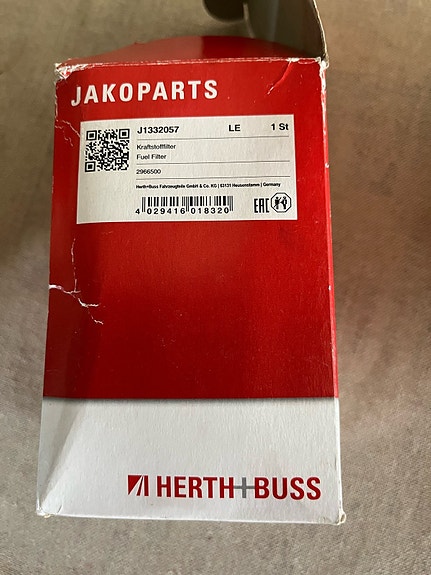 JAKOPARTS
J1332057 LE 1 St
Kraftstofffilter
Fuel Filter
2966500
Herth+Buss Fahrzeugteile GmbH & Co. KG | 63131 Heusenstamm | Germany
4 029416 018320
EAC
HERTH+BUSS